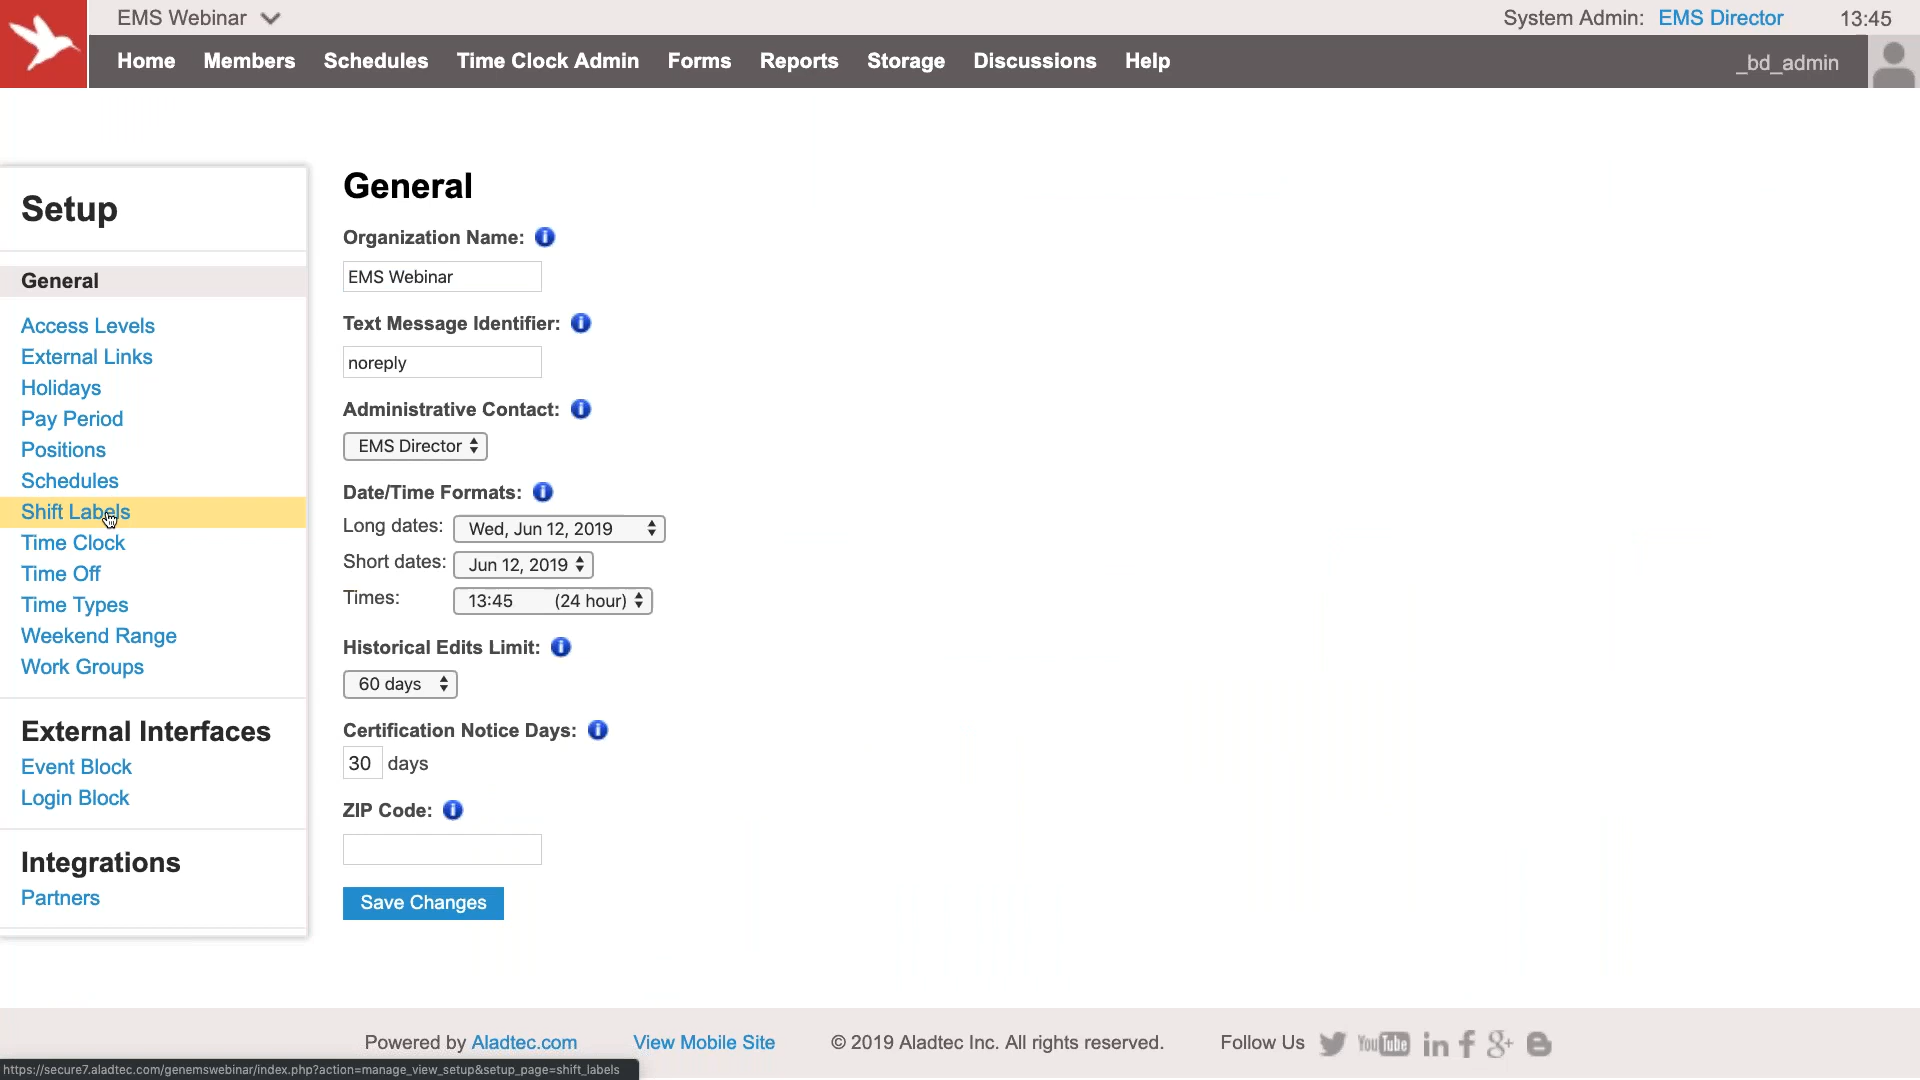 EMS Webinar
System Admin: EMS Director 13:45
Home Members Schedules Time Clock Admin Forms Reports Storage Discussions Help
_bd_admin
Setup
General
Access Levels
External Links
Holidays
Pay Period
Positions
Schedules
Shift Labels
Time Clock
Time Off
Time Types
Weekend Range
Work Groups
External Interfaces
Event Block
Login Block
Integrations
Partners
General
Organization Name:
EMS Webinar
Text Message Identifier:
noreply
Administrative Contact:
EMS Director
Date/Time Formats:
Long dates: Wed, Jun 12, 2019
Short dates: Jun 12, 2019
Times: 13:45 (24 hour)
Historical Edits Limit:
60 days
Certification Notice Days:
30 days
ZIP Code:
Save Changes
Powered by Aladtec.com View Mobile Site © 2019 Aladtec Inc. All rights reserved. Follow Us YouTube in f g+
https://secure7.aladtec.com/genemswebinar/index.php?action=manage_view_setup&setup_page=shift_labels